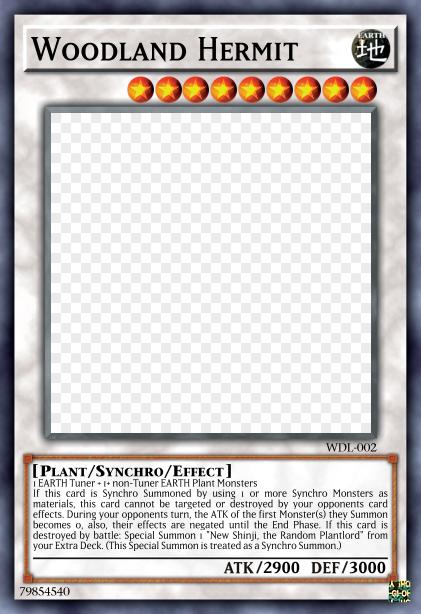 WOODLAND HERMIT
EARTH
地
WDL-002
[PLANT/SYNCHRO/EFFECT]
1 EARTH Tuner + 1+ non-Tuner EARTH Plant Monsters
If this card is Synchro Summoned by using 1 or more Synchro Monsters as
materials, this card cannot be targeted or destroyed by your opponents card
effects. During your opponents turn, the ATK of the first Monster(s) they Summon
becomes 0, also, their effects are negated until the End Phase. If this card is
destroyed by battle: Special Summon 1 "New Shinji, the Random Plantlord" from
your Extra Deck. (This Special Summon is treated as a Synchro Summon.)
ATK/2900 DEF/3000
79854540